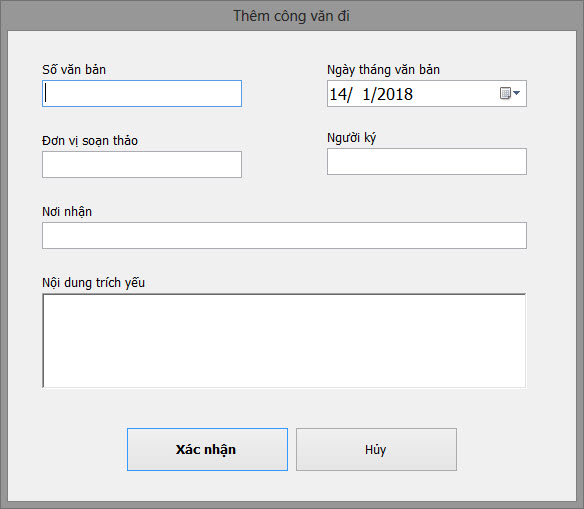 Thêm công văn đi
Số văn bản
Ngày tháng văn bản
14/ 1/2018
Đơn vị soạn thảo
Người ký
Nơi nhận
Nội dung trích yếu
Xác nhận
Hủy